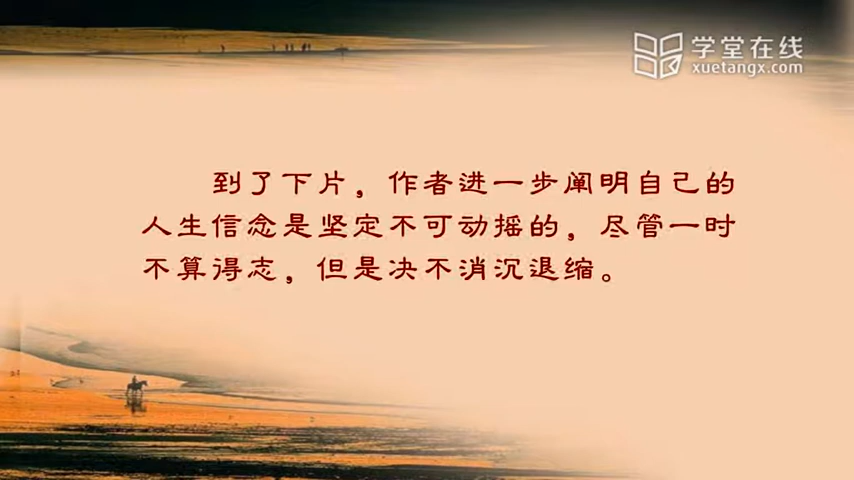 学堂在线
xuetangx.com
到了下片，作者进一步阐明自己的
人生信念是坚定不可动摇的，尽管一时
不算得志，但是决不消沉退缩。